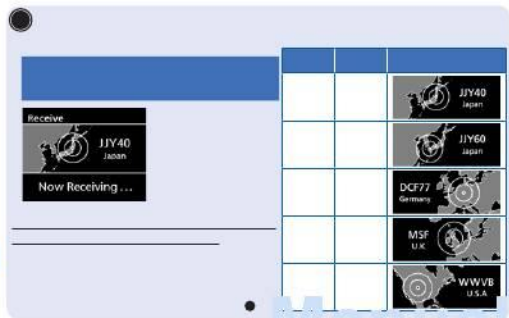 Receive
JJY40
Japan
Now Receiving ...
JJY40
Japan
JJY60
Japan
DCF77
Germany
MSF
U.K.
WWVB
U.S.A.